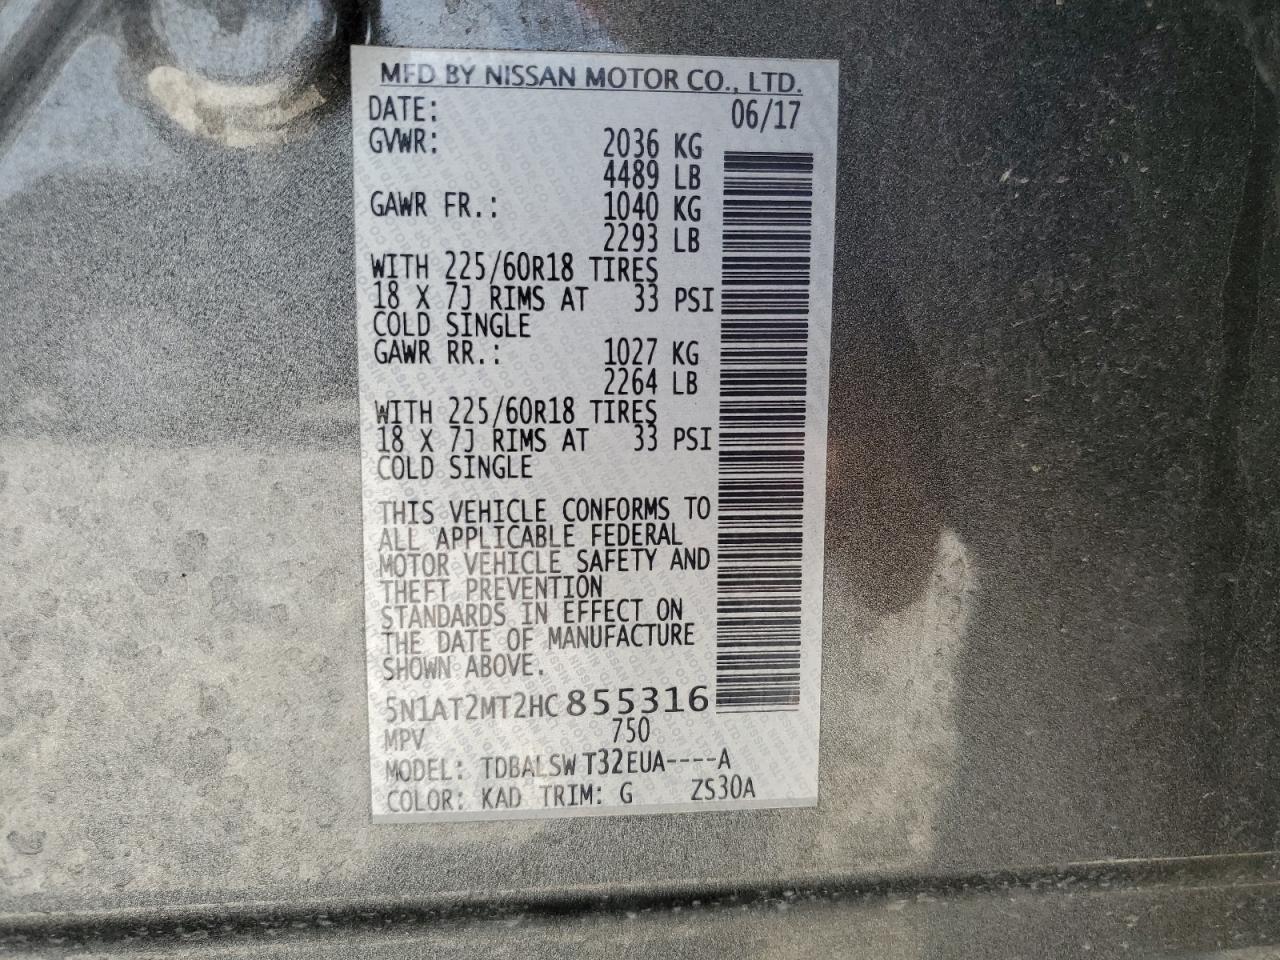 MFD BY NISSAN MOTOR CO., LTD.
DATE: 06/17
GVWR: 2036 KG
4489 LB
GAWR FR.: 1040 KG
2293 LB
WITH 225/60R18 TIRES
18 X 7J RIMS AT 33 PSI
COLD SINGLE
GAWR RR.: 1027 KG
2264 LB
WITH 225/60R18 TIRES
18 X 7J RIMS AT 33 PSI
COLD SINGLE
THIS VEHICLE CONFORMS TO
ALL APPLICABLE FEDERAL
MOTOR VEHICLE SAFETY AND
THEFT PREVENTION
STANDARDS IN EFFECT ON
THE DATE OF MANUFACTURE
SHOWN ABOVE.
5N1AT2MT2HC855316
MPV 750
MODEL: TDBALSW T32EUA----A
COLOR: KAD TRIM: G ZS30A